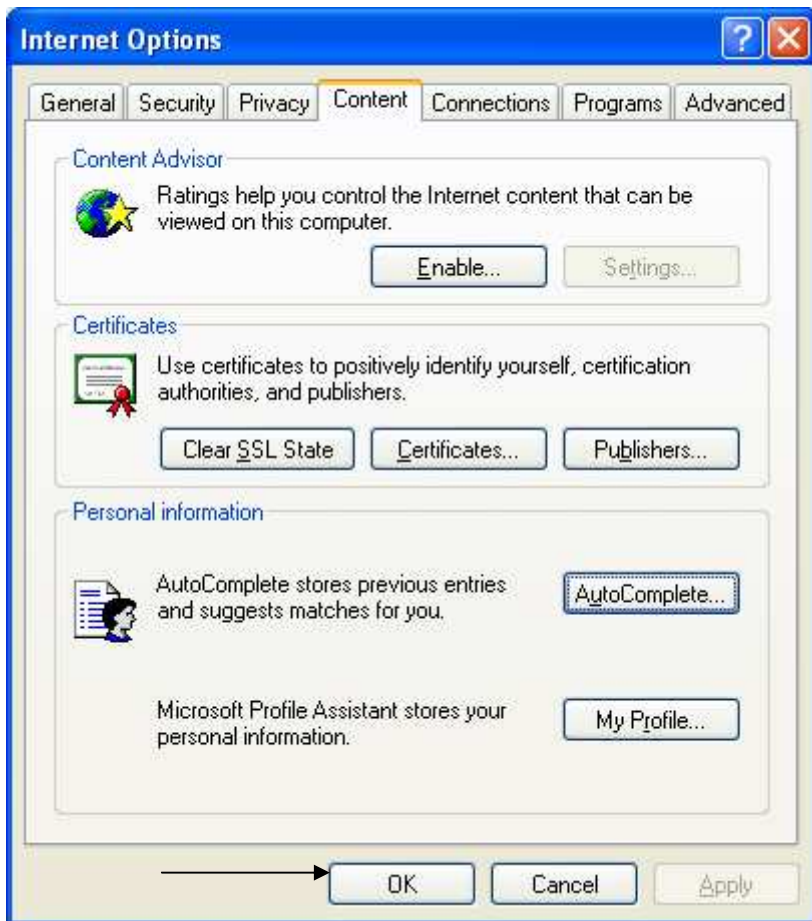 Internet Options
General Security Privacy Content Connections Programs Advanced
Content Advisor
Ratings help you control the Internet content that can be
viewed on this computer.
Enable... Settings...
Certificates
Use certificates to positively identify yourself, certification
authorities, and publishers.
Clear SSL State Certificates... Publishers...
Personal information
AutoComplete stores previous entries
and suggests matches for you.
AutoComplete...
Microsoft Profile Assistant stores your
personal information.
My Profile...
OK Cancel Apply